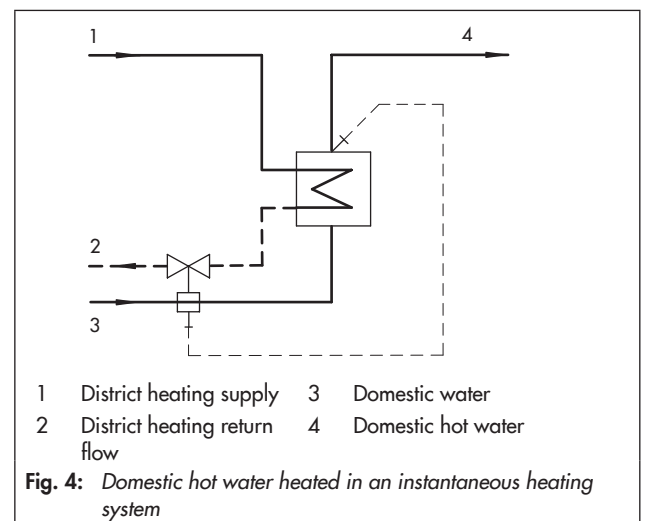 1
4
2
3
1 District heating supply 3 Domestic water
2 District heating return 4 Domestic hot water
flow
Fig. 4: Domestic hot water heated in an instantaneous heating
system